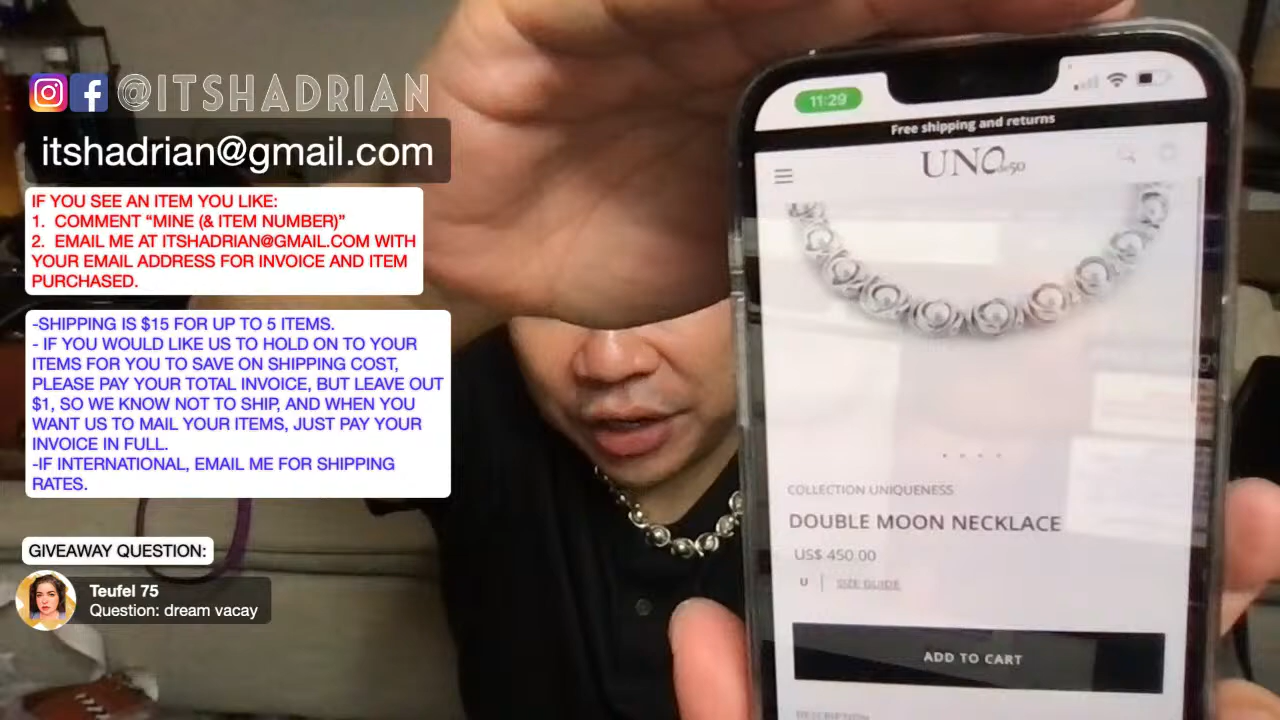 @ITSHADRIAN
itshadrian@gmail.com
IF YOU SEE AN ITEM YOU LIKE:
1. COMMENT “MINE (& ITEM NUMBER)”
2. EMAIL ME AT ITSHADRIAN@GMAIL.COM WITH
YOUR EMAIL ADDRESS FOR INVOICE AND ITEM
PURCHASED.
-SHIPPING IS $15 FOR UP TO 5 ITEMS.
- IF YOU WOULD LIKE US TO HOLD ON TO YOUR
ITEMS FOR YOU TO SAVE ON SHIPPING COST,
PLEASE PAY YOUR TOTAL INVOICE, BUT LEAVE OUT
$1, SO WE KNOW NOT TO SHIP, AND WHEN YOU
WANT US TO MAIL YOUR ITEMS, JUST PAY YOUR
INVOICE IN FULL.
-IF INTERNATIONAL, EMAIL ME FOR SHIPPING
RATES.
GIVEAWAY QUESTION:
Teufel 75
Question: dream vacay
11:29
Free shipping and returns
UNO de 50
COLLECTION UNIQUENESS
DOUBLE MOON NECKLACE
US$ 450.00
U | SIZE GUIDE
ADD TO CART
DESCRIPTION